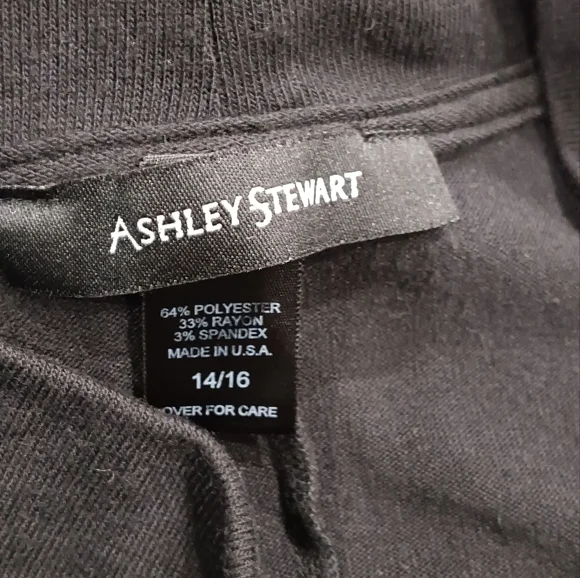 ASHLEY STEWART
64% POLYESTER
33% RAYON
3% SPANDEX
MADE IN U.S.A.
14/16
OVER FOR CARE